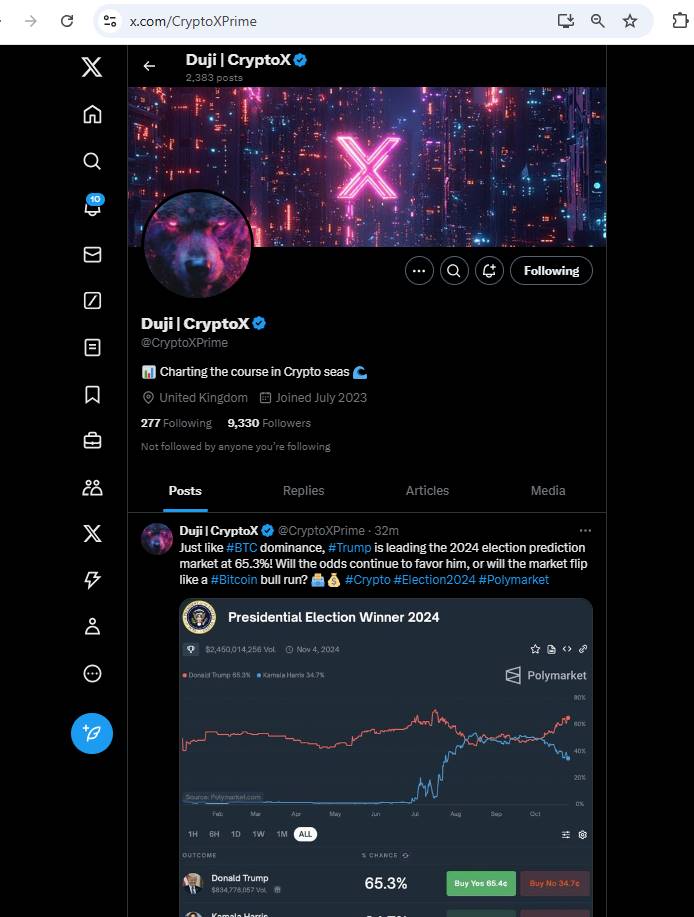 x.com/CryptoXPrime
Duji | CryptoX
2,383 posts
X
10
Following
Duji | CryptoX
@CryptoXPrime
📊 Charting the course in Crypto seas 🌊
United Kingdom Joined July 2023
277 Following 9,330 Followers
Not followed by anyone you're following
Posts Replies Articles Media
Duji | CryptoX @CryptoXPrime · 32m
Just like #BTC dominance, #Trump is leading the 2024 election prediction
market at 65.3%! Will the odds continue to favor him, or will the market flip
like a #Bitcoin bull run? 🗳️💰 #Crypto #Election2024 #Polymarket
Presidential Election Winner 2024
$2,450,014,256 Vol. Nov 4, 2024
Donald Trump 65.3% Kamala Harris 34.7%
Polymarket
80%
60%
40%
20%
0%
Source: Polymarket.com
Feb Mar Apr May Jun Jul Aug Sep Oct
1H 6H 1D 1W 1M ALL
OUTCOME % CHANCE
Donald Trump
$834,776,057 Vol.
65.3%
Buy Yes 65.4¢ Buy No 34.7¢
Kamala Harris